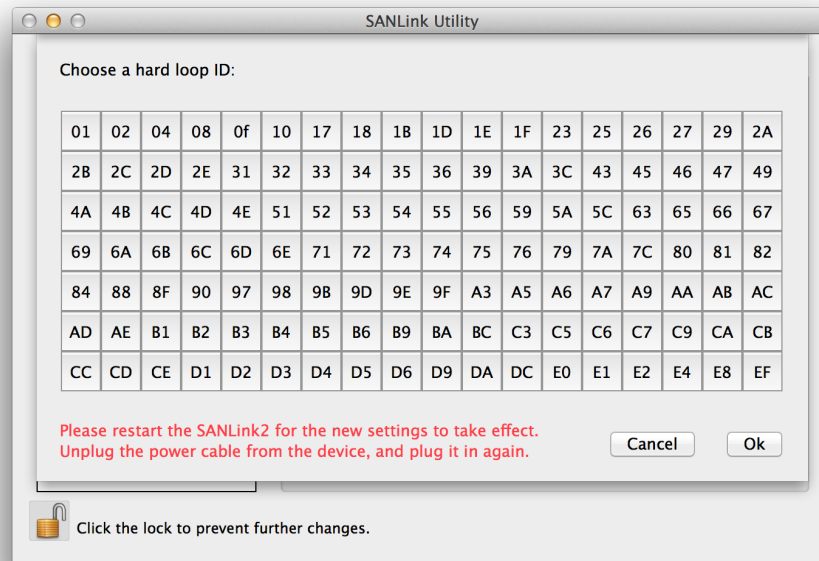 SANLink Utility
Choose a hard loop ID:
01 02 04 08 0f 10 17 18 1B 1D 1E 1F 23 25 26 27 29 2A
2B 2C 2D 2E 31 32 33 34 35 36 39 3A 3C 43 45 46 47 49
4A 4B 4C 4D 4E 51 52 53 54 55 56 59 5A 5C 63 65 66 67
69 6A 6B 6C 6D 6E 71 72 73 74 75 76 79 7A 7C 80 81 82
84 88 8F 90 97 98 9B 9D 9E 9F A3 A5 A6 A7 A9 AA AB AC
AD AE B1 B2 B3 B4 B5 B6 B9 BA BC C3 C5 C6 C7 C9 CA CB
CC CD CE D1 D2 D3 D4 D5 D6 D9 DA DC E0 E1 E2 E4 E8 EF
Please restart the SANLink2 for the new settings to take effect.
Unplug the power cable from the device, and plug it in again.
Cancel Ok
Click the lock to prevent further changes.